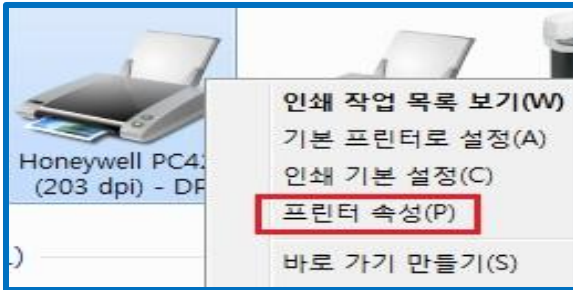 Honeywell PC4
(203 dpi) - DP
인쇄 작업 목록 보기(W)
기본 프린터로 설정(A)
인쇄 기본 설정(C)
프린터 속성(P)
바로 가기 만들기(S)
)